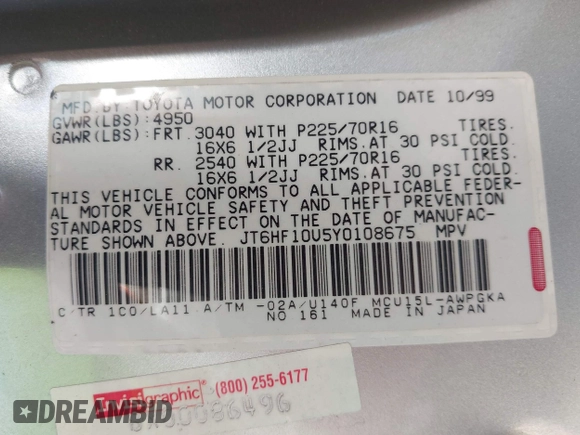 MFD.BY TOYOTA MOTOR CORPORATION DATE 10/99
GVWR(LBS):4950
GAWR(LBS):FRT.3040 WITH P225/70R16 TIRES.
16X6 1/2JJ RIMS.AT 30 PSI COLD.
RR. 2540 WITH P225/70R16 TIRES.
16X6 1/2JJ RIMS.AT 30 PSI COLD.
THIS VEHICLE CONFORMS TO ALL APPLICABLE FEDER-
AL MOTOR VEHICLE SAFETY AND THEFT PREVENTION
STANDARDS IN EFFECT ON THE DATE OF MANUFAC-
TURE SHOWN ABOVE. JT6HF10U5Y0108675 MPV
C/TR 1C0/LA11 A/TM -02A/U140F MCU15L-AWPGKA
NO 161 MADE IN JAPAN
graphic® (800) 255-6177
DREAMBID